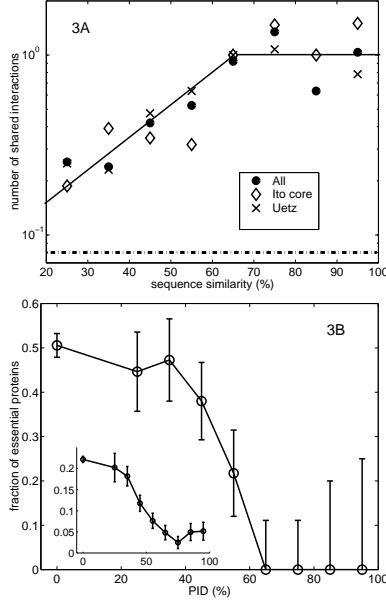 3A
number of shared interactions
10^0
10^-1
All
Ito core
Uetz
20 30 40 50 60 70 80 90 100
sequence similarity (%)
3B
fraction of essential proteins
0.6
0.5
0.4
0.3
0.2
0.1
0
0.2
0.15
0.1
0.05
0
0 50 100
0 20 40 60 80 100
PID (%)